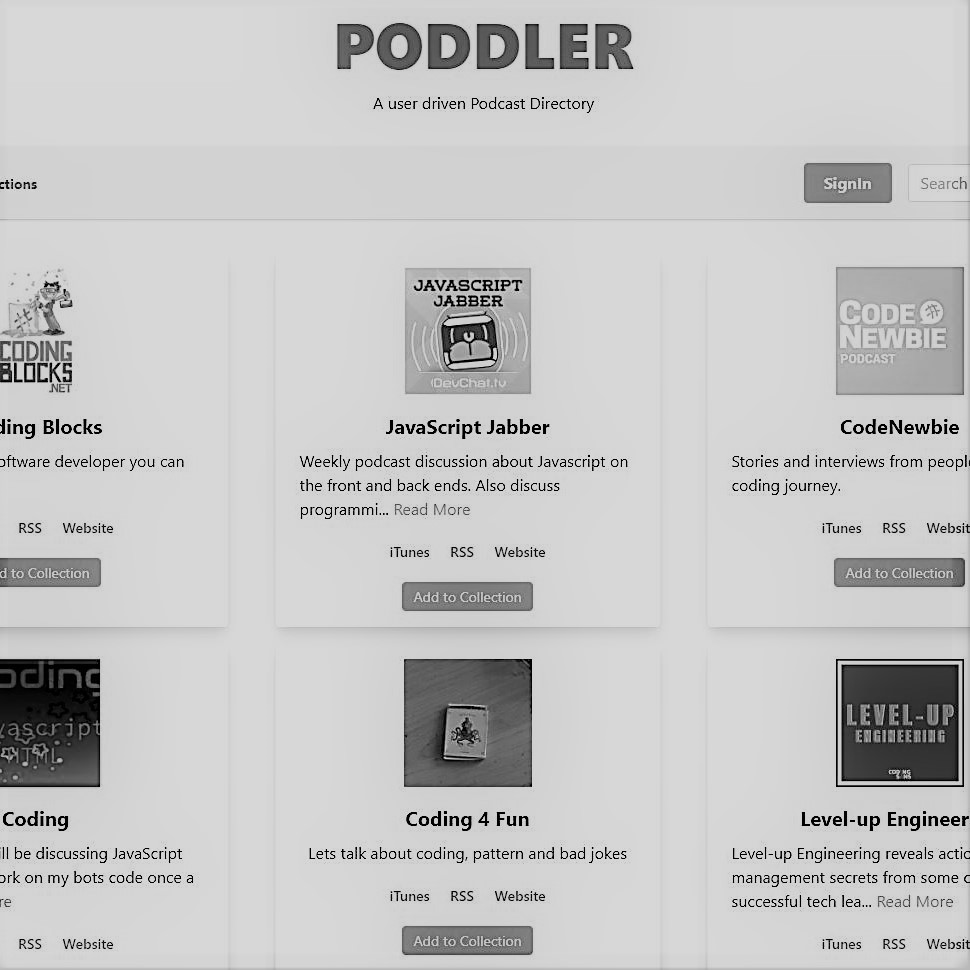 PODDLER
A user driven Podcast Directory
ctions
SignIn
Search
CODING
BLOCKS
.NET
ding Blocks
oftware developer you can
RSS Website
d to Collection
JAVASCRIPT
JABBER
DevChat.tv
JavaScript Jabber
Weekly podcast discussion about Javascript on
the front and back ends. Also discuss
programmi... Read More
iTunes RSS Website
Add to Collection
CODE
NEWBIE
PODCAST
CodeNewbie
Stories and interviews from people
coding journey.
iTunes RSS Websit
Add to Collection
oding
vascript
HTML
Coding
ill be discussing JavaScript
ork on my bots code once a
re
RSS Website
Coding 4 Fun
Lets talk about coding, pattern and bad jokes
iTunes RSS Website
Add to Collection
LEVEL-UP
ENGINEERING
CODING
SANS
Level-up Engineer
Level-up Engineering reveals actio
management secrets from some o
successful tech lea... Read More
iTunes RSS Websit